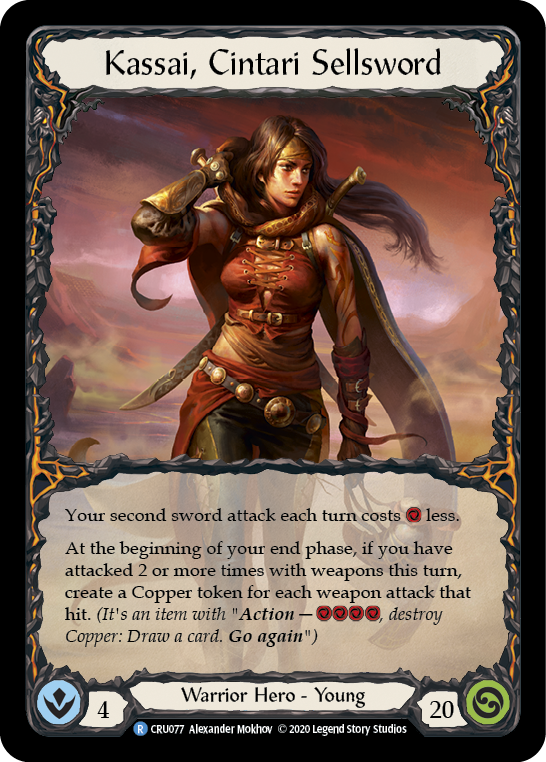 Kassai, Cintari Sellsword
Your second sword attack each turn costs less.
At the beginning of your end phase, if you have
attacked 2 or more times with weapons this turn,
create a Copper token for each weapon attack that
hit. (It's an item with "Action — , destroy
Copper: Draw a card. Go again")
Warrior Hero - Young
4
20
R CRU077 Alexander Mokhov © 2020 Legend Story Studios